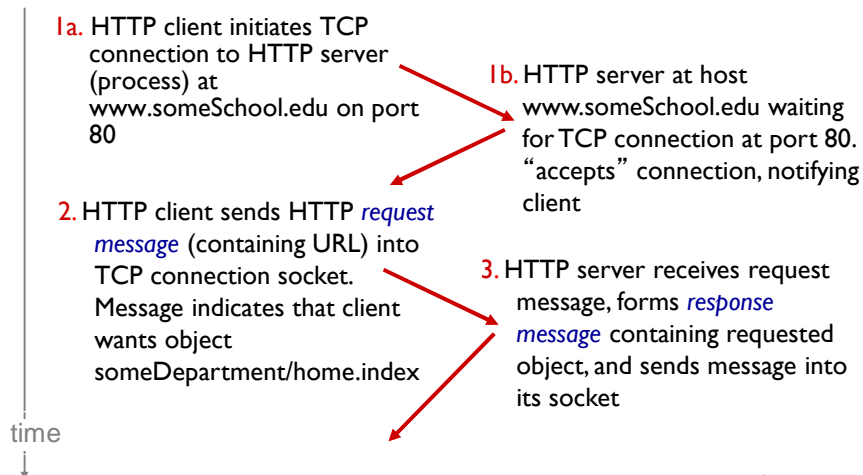 1a. HTTP client initiates TCP
connection to HTTP server
(process) at
www.someSchool.edu on port
80
1b. HTTP server at host
www.someSchool.edu waiting
for TCP connection at port 80.
“accepts” connection, notifying
client
2. HTTP client sends HTTP request
message (containing URL) into
TCP connection socket.
Message indicates that client
wants object
someDepartment/home.index
3. HTTP server receives request
message, forms response
message containing requested
object, and sends message into
its socket
time